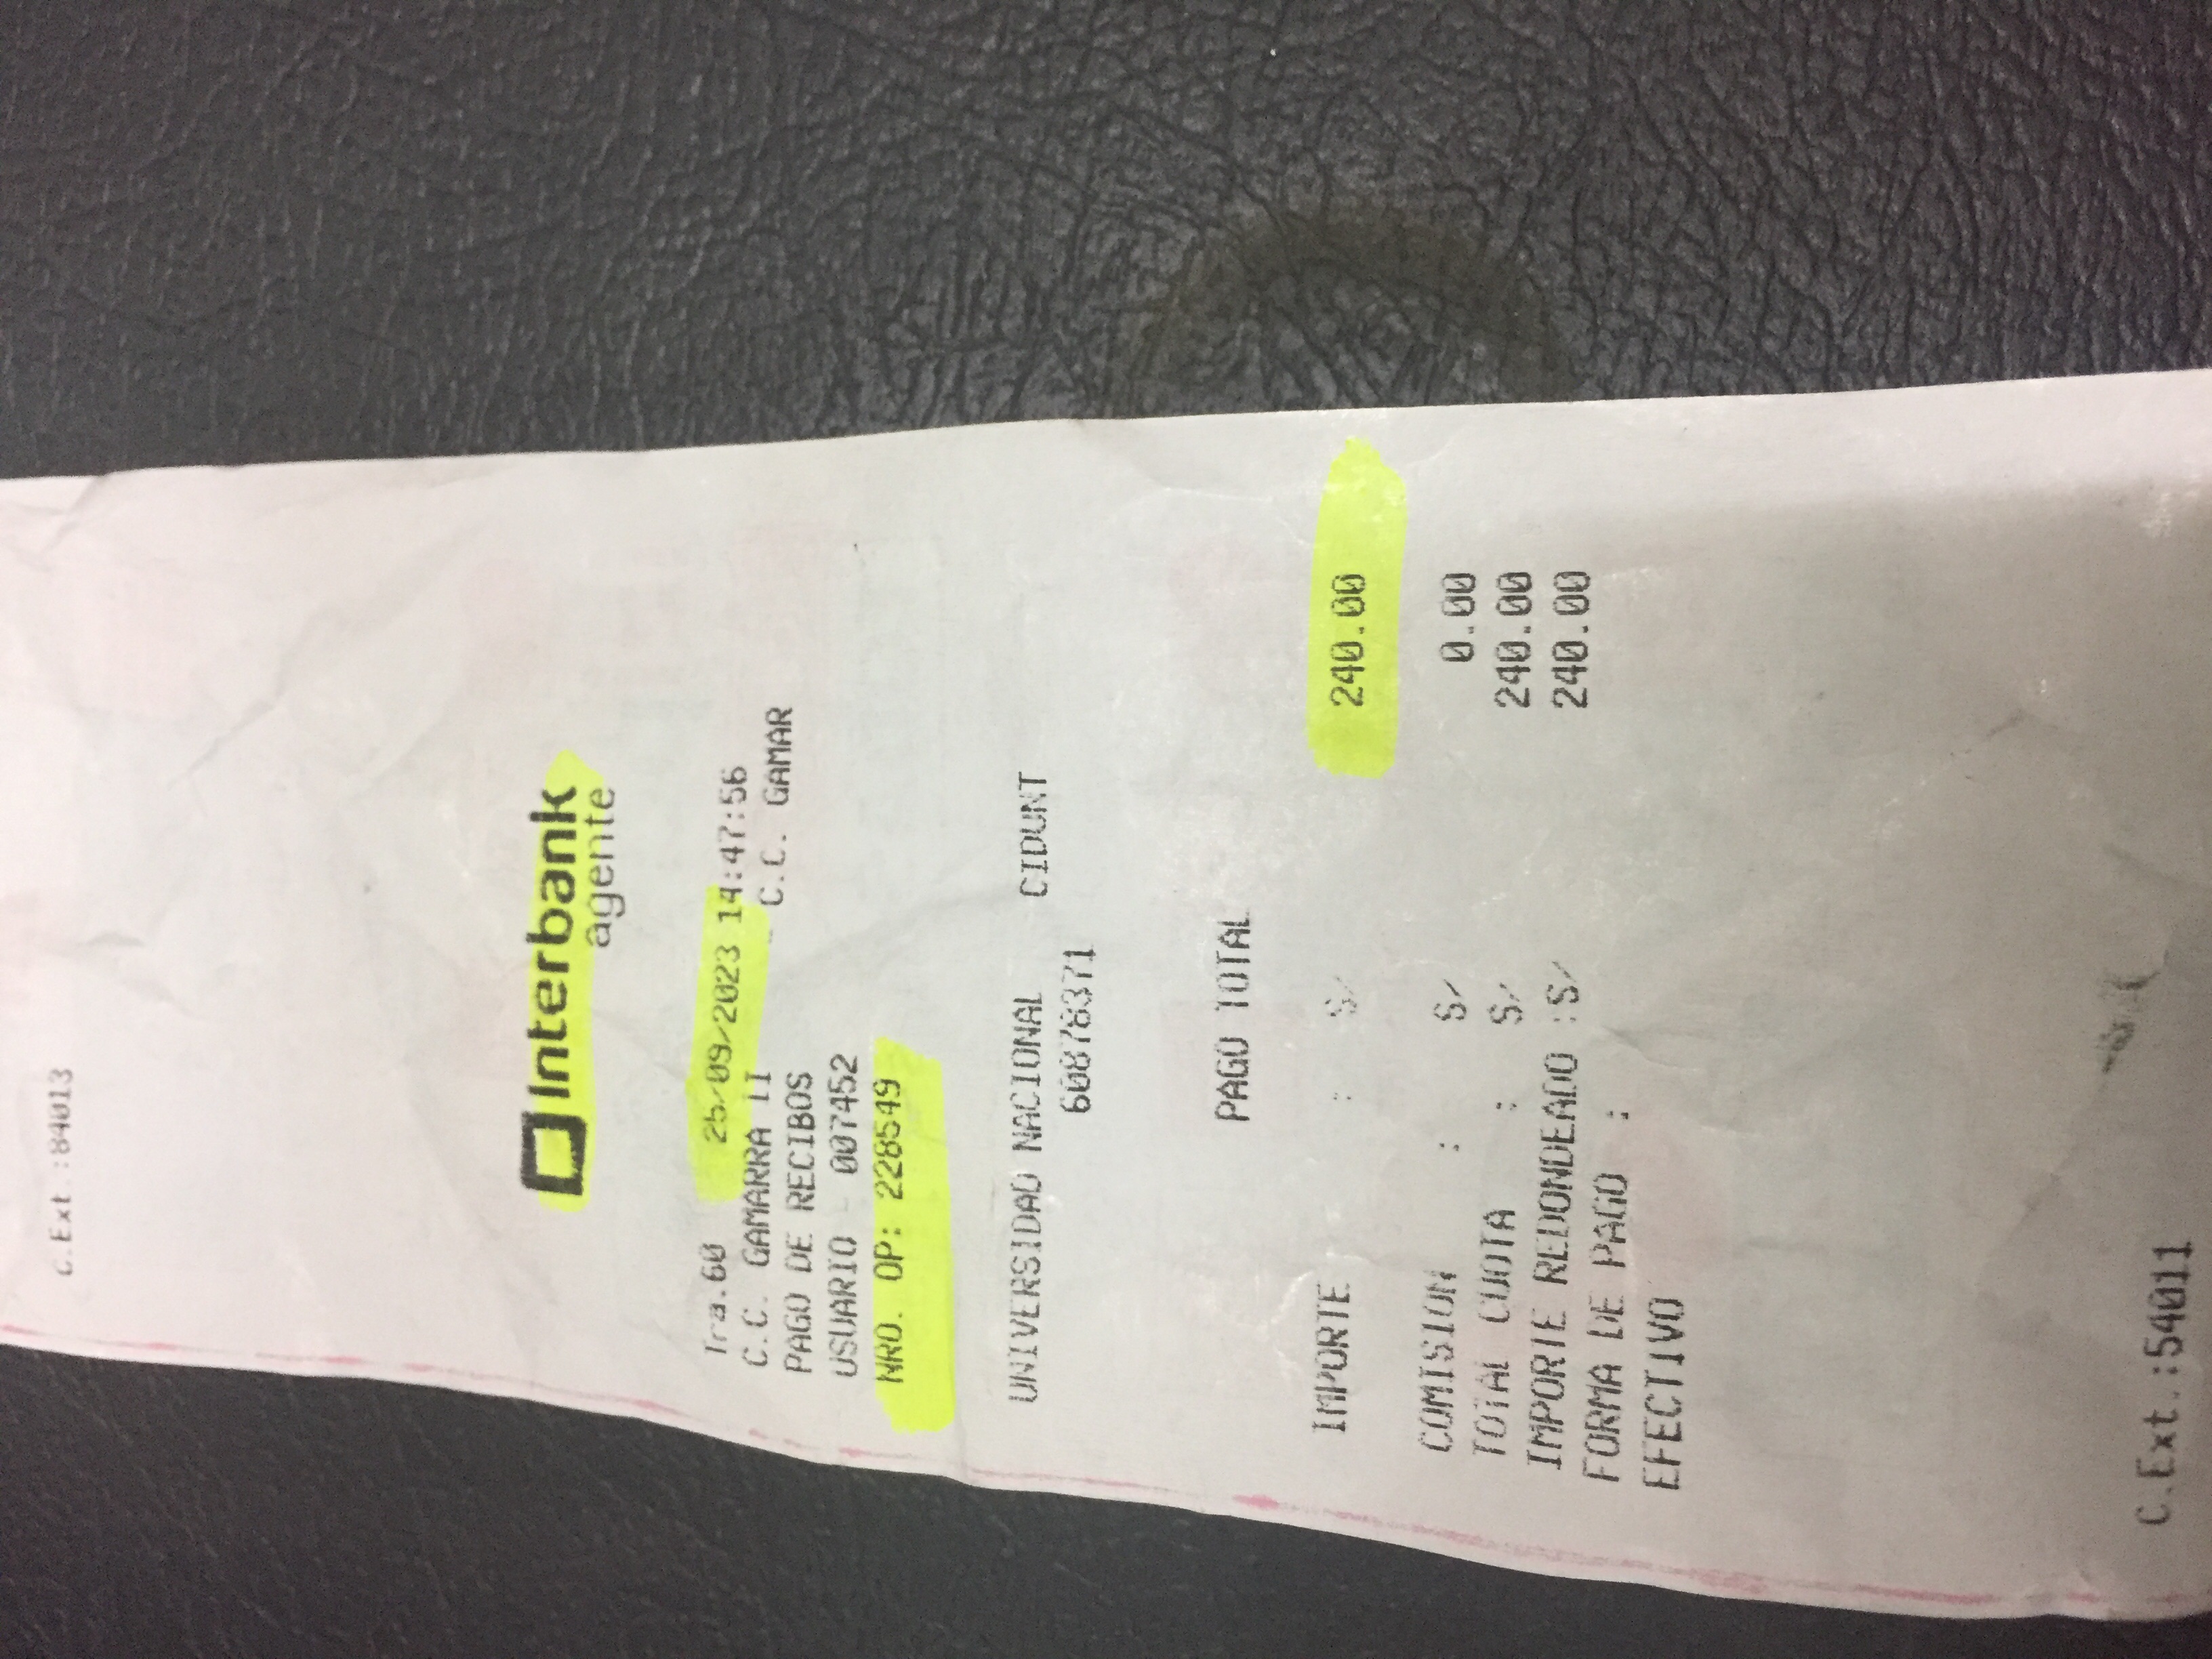 C.Ext.:84013
Interbank
agente
Tra.60 25/09/2023 14:47:56
C.C. GAMARRA II C.C. GAMAR
PAGO DE RECIBOS
USUARIO - 007452
NRO. OP: 228549
UNIVERSIDAD NACIONAL CIDUNT
60878371
PAGO TOTAL
IMPORTE : S/ 240.00
COMISION : S/ 0.00
TOTAL CUOTA : S/ 240.00
IMPORTE REDONDEADO :S/ 240.00
FORMA DE PAGO :
EFECTIVO
C.Ext.:54011